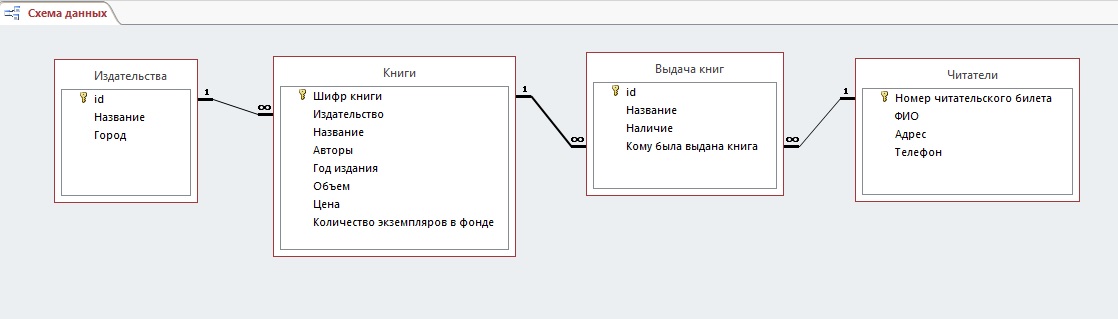 Схема данных
Издательства
id
Название
Город
1
∞
Книги
Шифр книги
Издательство
Название
Авторы
Год издания
Объем
Цена
Количество экземпляров в фонде
1
∞
Выдача книг
id
Название
Наличие
Кому была выдана книга
∞
1
Читатели
Номер читательского билета
ФИО
Адрес
Телефон